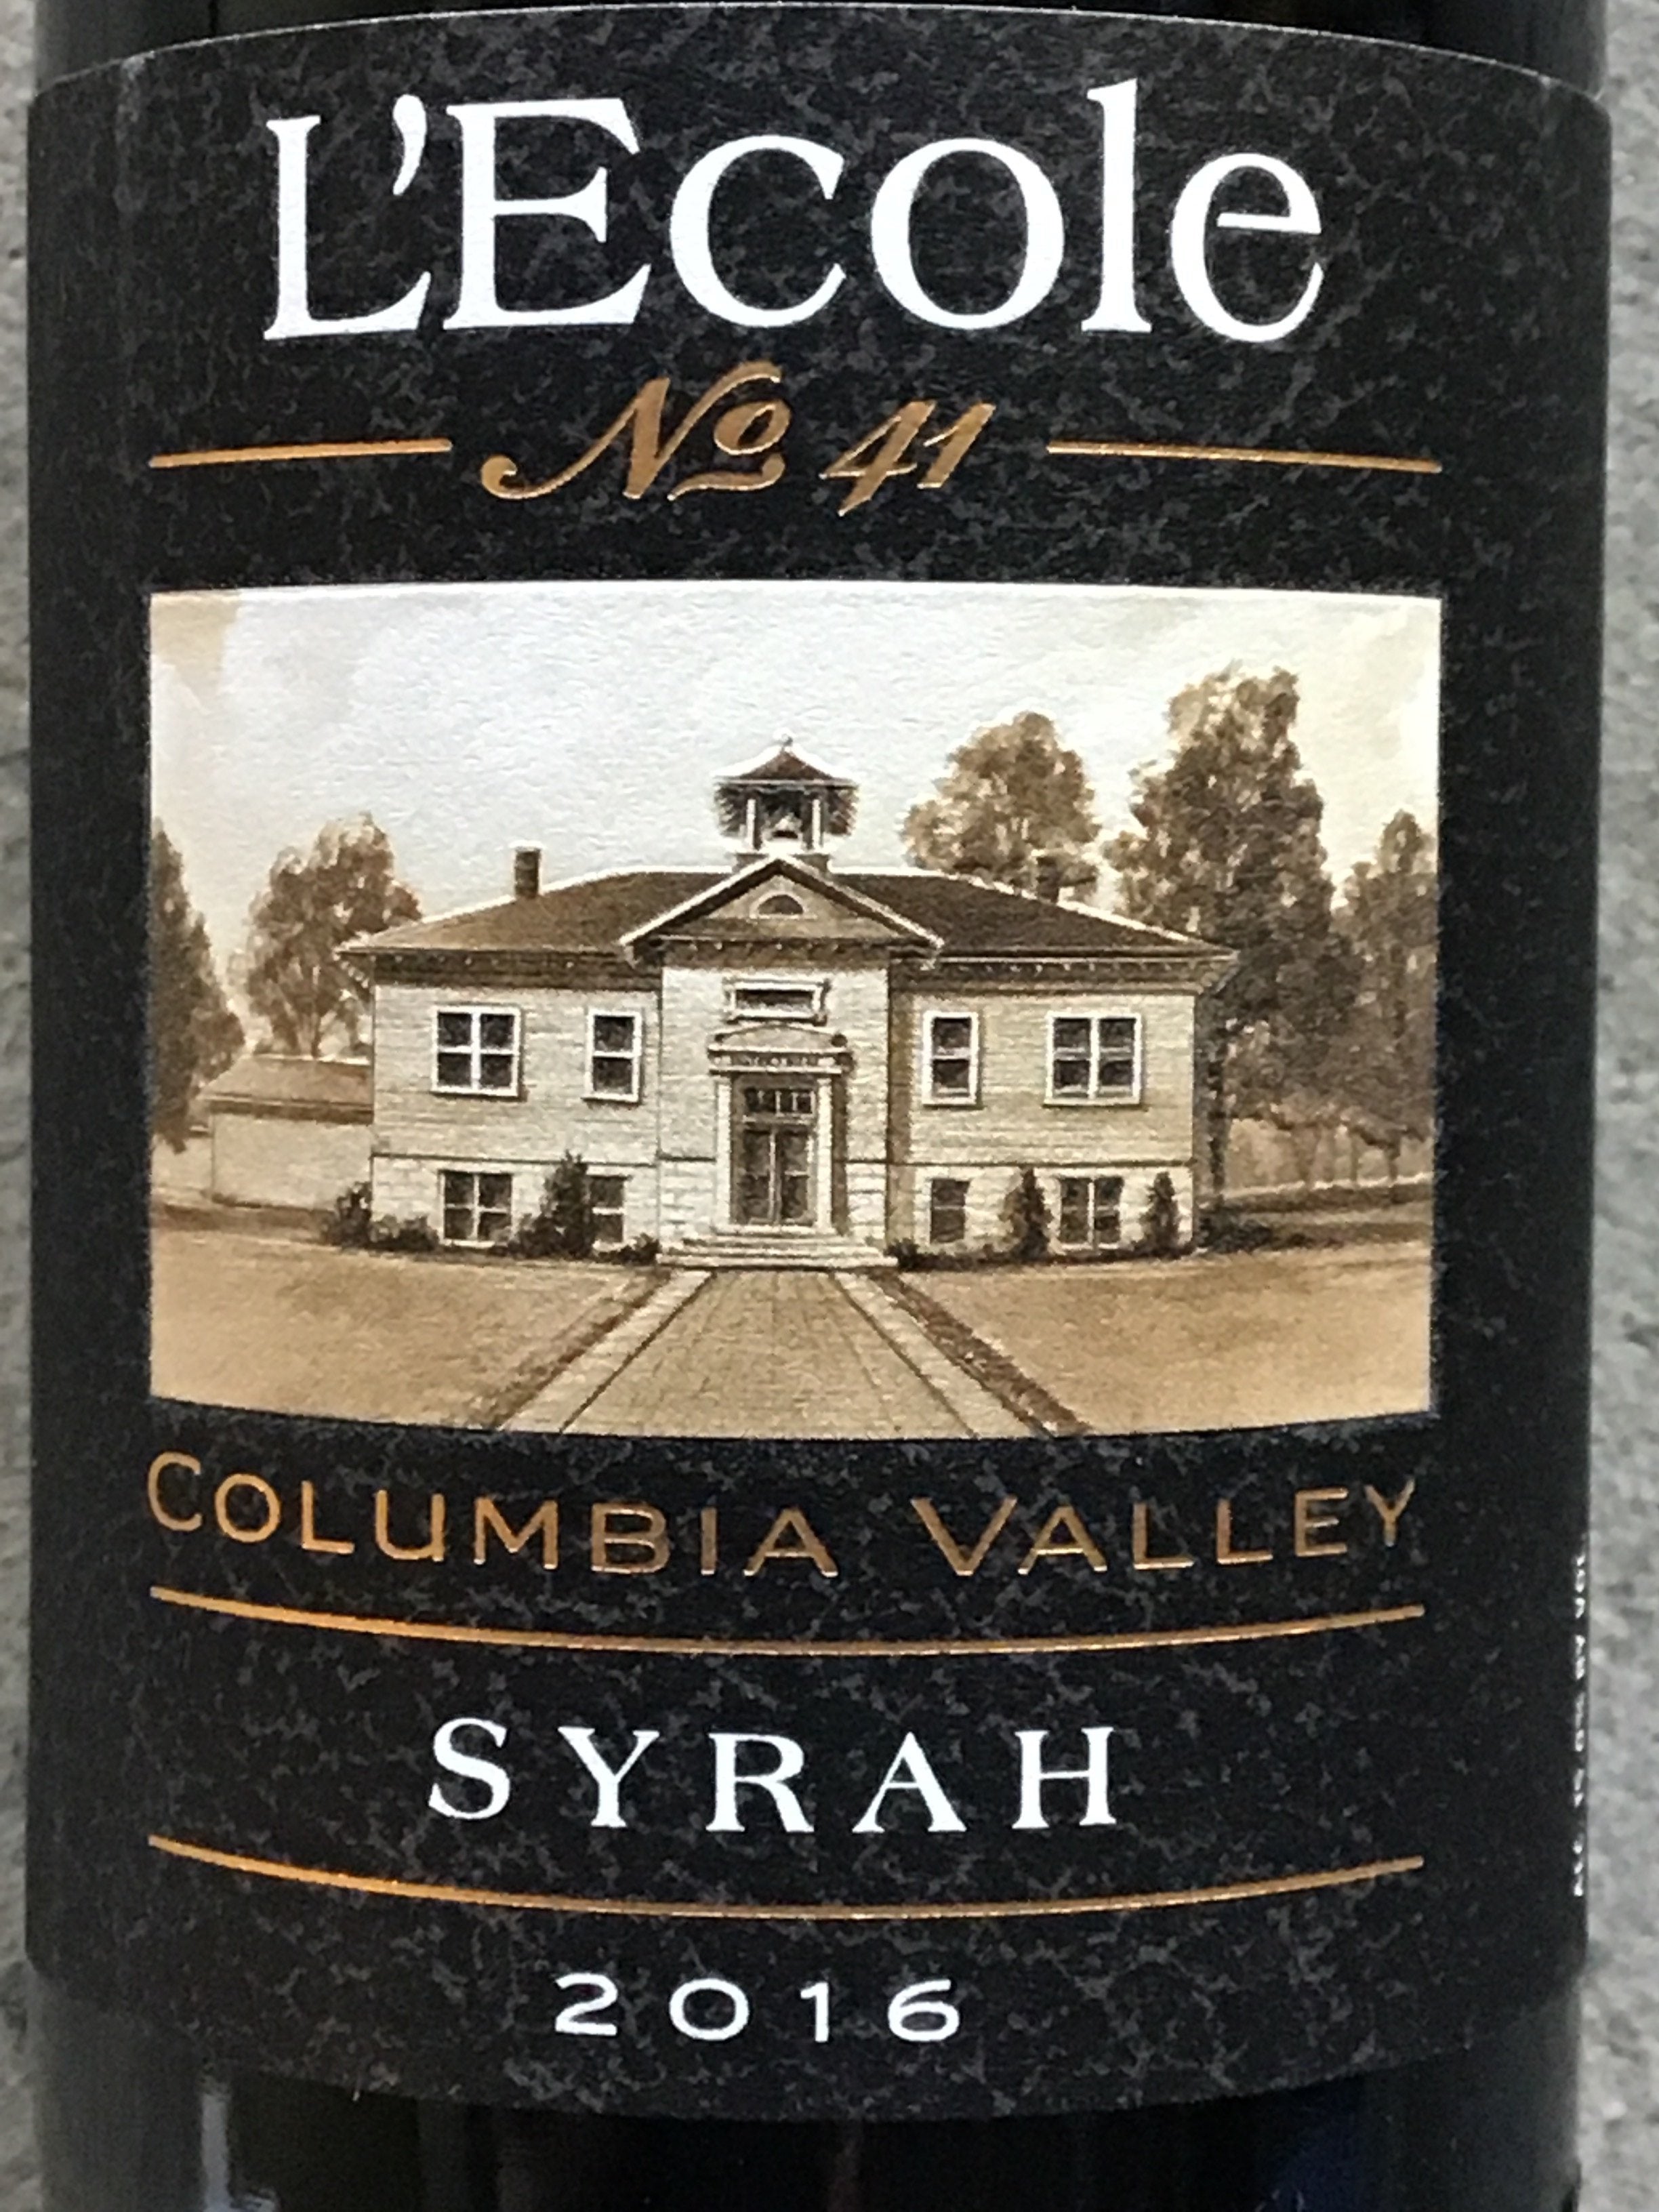 L'Ecole
Nº 41
COLUMBIA VALLEY
SYRAH
2016